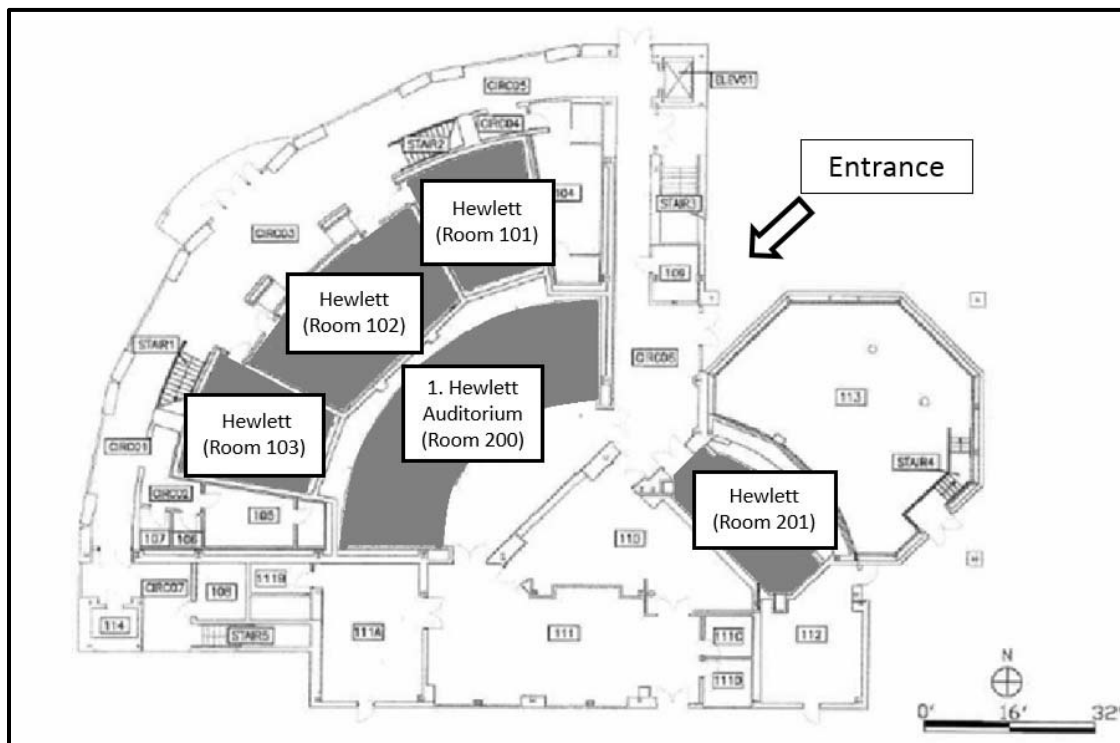 ELEV01
CIRC05
CIRC04
STAIR2
Entrance
Hewlett
(Room 101)
104
STAIR3
CIRC03
109
Hewlett
(Room 102)
STAIR1
CIRC06
1. Hewlett
Auditorium
(Room 200)
113
Hewlett
(Room 103)
CIRC01
STAIR4
CIRC02
Hewlett
(Room 201)
105
107
106
110
CIRC07
108
111B
114
STAIR5
111A
111
111C
112
111D
N
0'
16'
32'